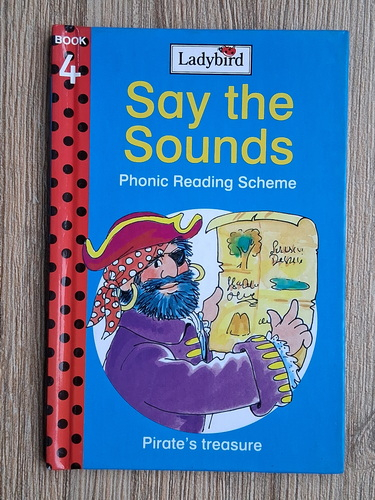 BOOK
4
Ladybird
Say the
Sounds
Phonic Reading Scheme
Pirate's treasure